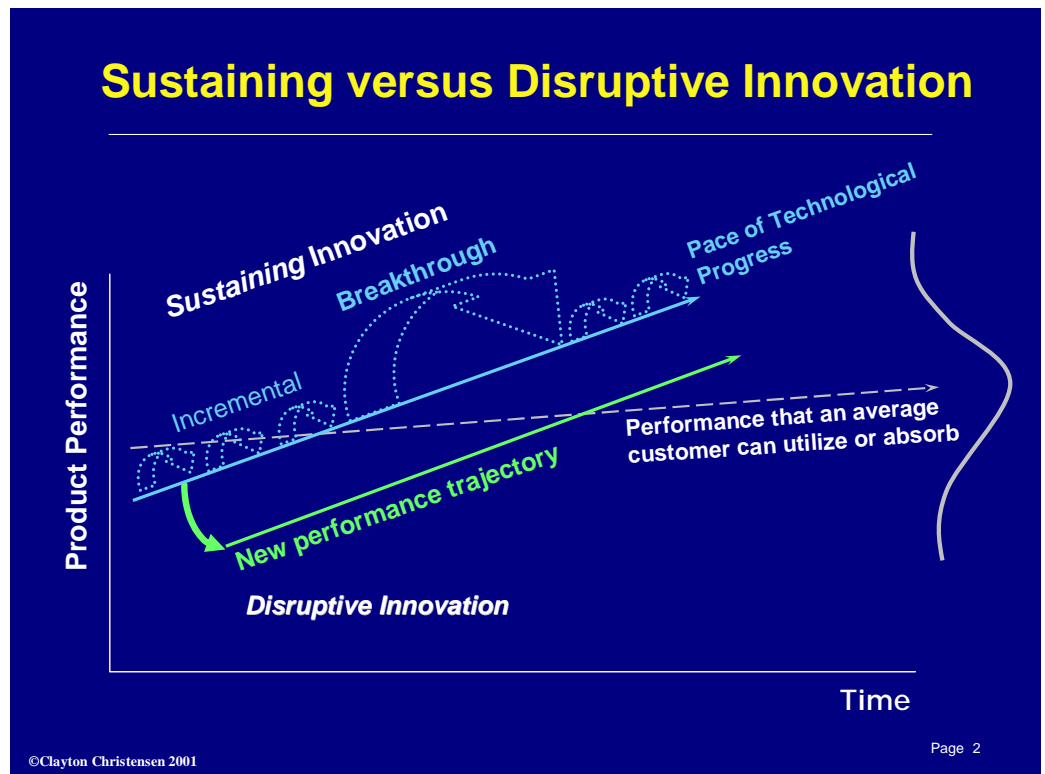 Sustaining versus Disruptive Innovation
Sustaining Innovation
Breakthrough
Pace of Technological
Progress
Incremental
Product Performance
Performance that an average
customer can utilize or absorb
New performance trajectory
Disruptive Innovation
Time
©Clayton Christensen 2001
Page 2